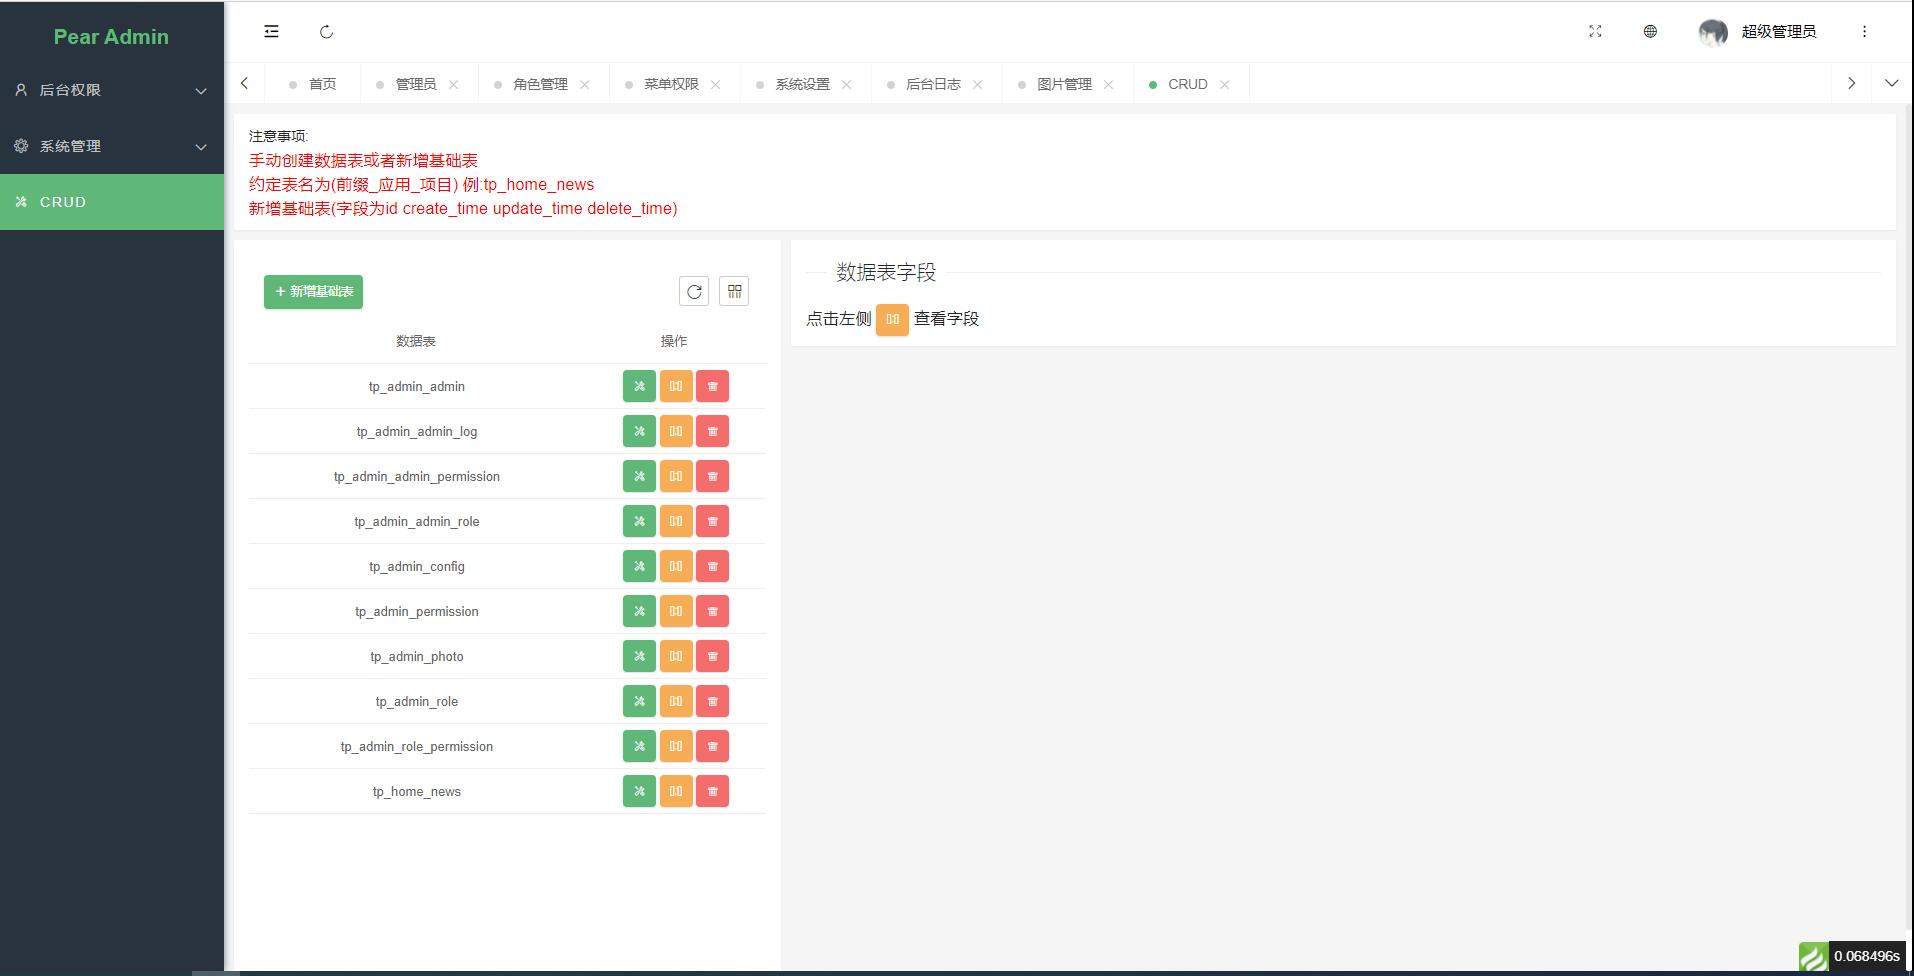 Pear Admin
超级管理员
后台权限
系统管理
CRUD
首页
管理员
角色管理
菜单权限
系统设置
后台日志
图片管理
CRUD
注意事项:
手动创建数据表或者新增基础表
约定表名为(前缀_应用_项目) 例:tp_home_news
新增基础表(字段为id create_time update_time delete_time)
+ 新增基础表
数据表 操作
tp_admin_admin
tp_admin_admin_log
tp_admin_admin_permission
tp_admin_admin_role
tp_admin_config
tp_admin_permission
tp_admin_photo
tp_admin_role
tp_admin_role_permission
tp_home_news
数据表字段
点击左侧 查看字段
0.068496s